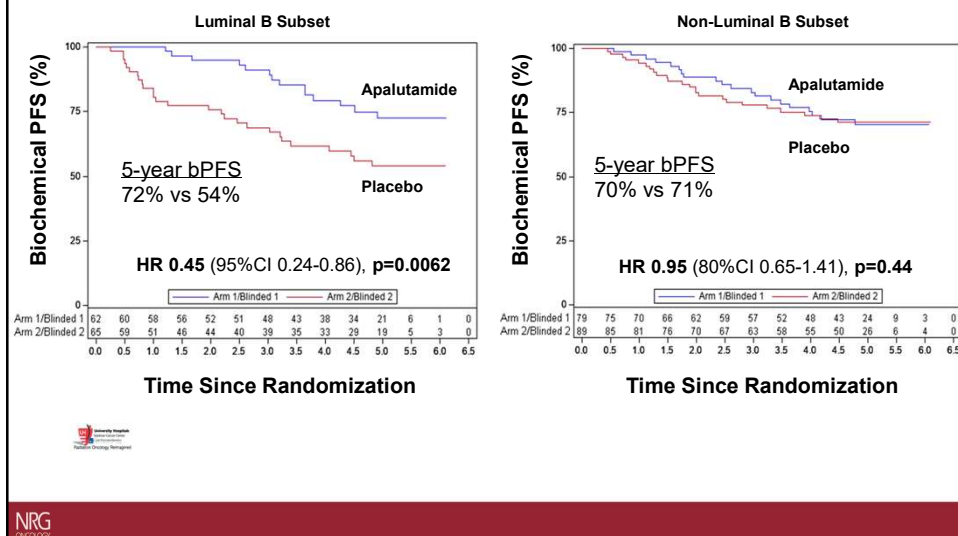 Luminal B Subset
Biochemical PFS (%)
100
75
50
25
0
Apalutamide
Placebo
5-year bPFS
72% vs 54%
HR 0.45 (95%CI 0.24-0.86), p=0.0062
Arm 1/Blinded 1 Arm 2/Blinded 2
Arm 1/Blinded 1 62 60 58 56 52 51 48 43 38 34 21 6 1 0
Arm 2/Blinded 2 65 59 51 46 44 40 39 35 33 29 19 5 3 0
0.0 0.5 1.0 1.5 2.0 2.5 3.0 3.5 4.0 4.5 5.0 5.5 6.0 6.5
Time Since Randomization
Non-Luminal B Subset
Biochemical PFS (%)
100
75
50
25
0
Apalutamide
Placebo
5-year bPFS
70% vs 71%
HR 0.95 (80%CI 0.65-1.41), p=0.44
Arm 1/Blinded 1 Arm 2/Blinded 2
Arm 1/Blinded 1 79 75 70 66 62 59 57 52 48 43 24 9 3 0
Arm 2/Blinded 2 89 85 81 76 70 67 63 58 55 50 26 6 4 0
0.0 0.5 1.0 1.5 2.0 2.5 3.0 3.5 4.0 4.5 5.0 5.5 6.0 6.5
Time Since Randomization
University Hospitals
Radiation Oncology Reimagined
NRG
ONCOLOGY